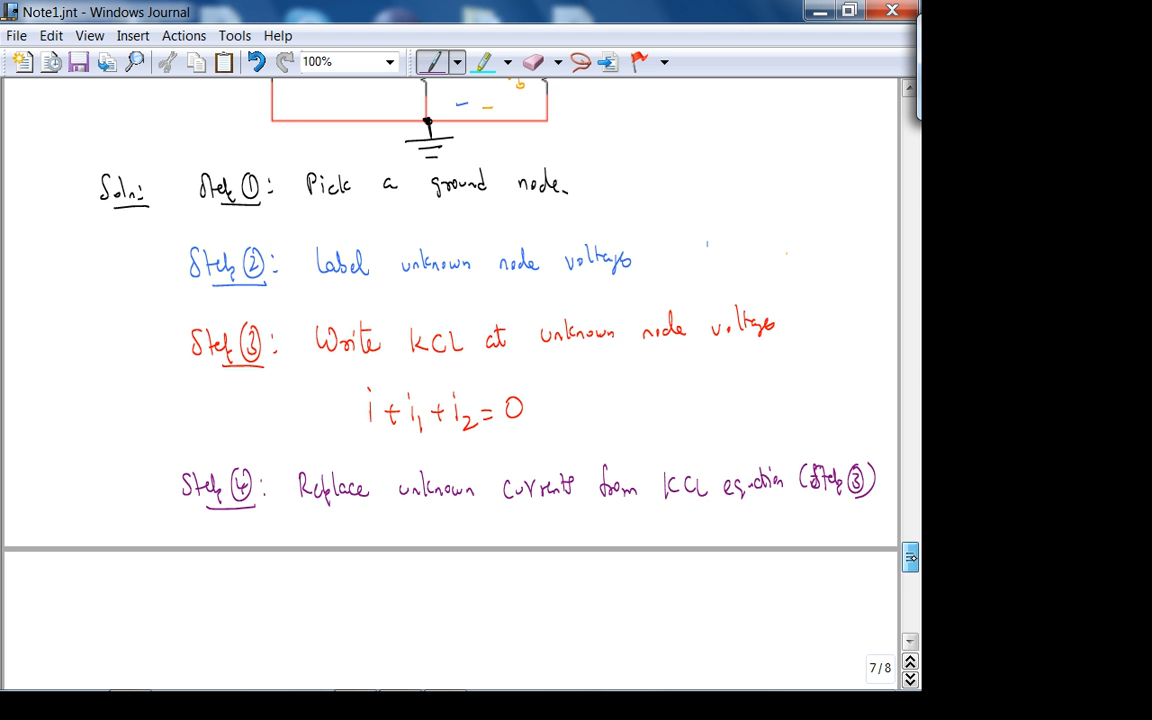 Note1.jnt - Windows Journal
File Edit View Insert Actions Tools Help
100%
Soln: Step ①: Pick a ground node.
Step ②: Label unknown node voltages
Step ③: Write KCL at unknown node voltages
i + i₁ + i₂ = 0
Step ④: Replace unknown currents from KCL equation (Step ③)
7 / 8